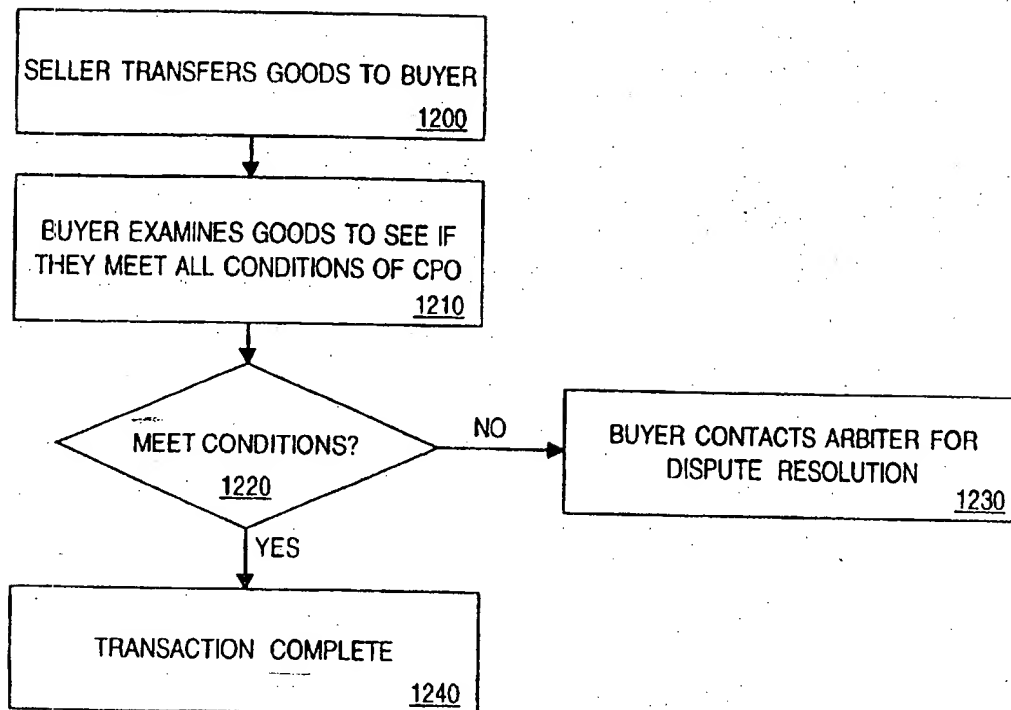 SELLER TRANSFERS GOODS TO BUYER
1200
BUYER EXAMINES GOODS TO SEE IF
THEY MEET ALL CONDITIONS OF CPO
1210
MEET CONDITIONS?
1220
NO
BUYER CONTACTS ARBITER FOR
DISPUTE RESOLUTION
1230
YES
TRANSACTION COMPLETE
1240